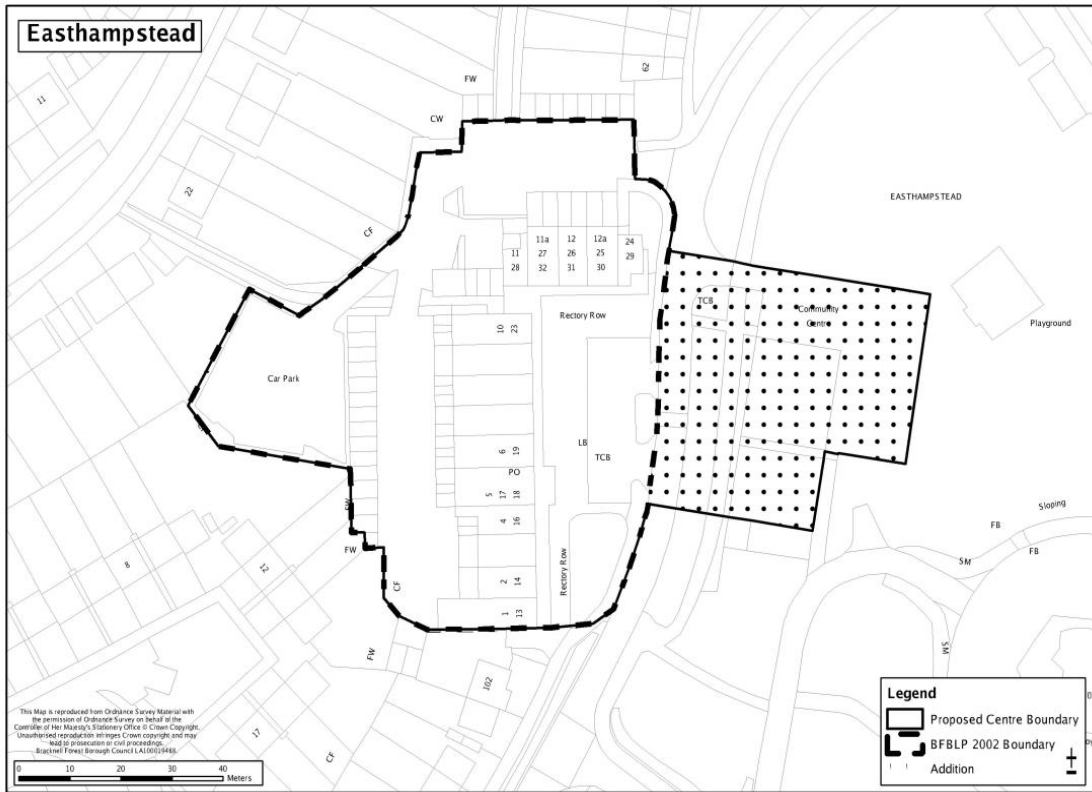 Easthampstead
FW
62
11
CW
22
EASTHAMPSTEAD
CF
11a
12
12a
24
11
27
26
25
29
28
32
31
30
TCB
Community
Centre
Rectory Row
10
23
Playground
Car Park
6
19
LB
TCB
PO
5
17
18
4
16
FW
FW
Sloping
FB
FB
SM
8
12
CF
2
14
Rectory Row
1
13
SM
FW
102
17
CF
This Map is reproduced from Ordnance Survey Material with
the permission of Ordnance Survey on behalf of the
Controller of Her Majesty's Stationery Office © Crown Copyright.
Unauthorised reproduction infringes Crown copyright and may
lead to prosecution or civil proceedings.
Bracknell Forest Borough Council LA100019488.
0 10 20 30 40
Meters
Legend
Proposed Centre Boundary
BFBLP 2002 Boundary
Addition